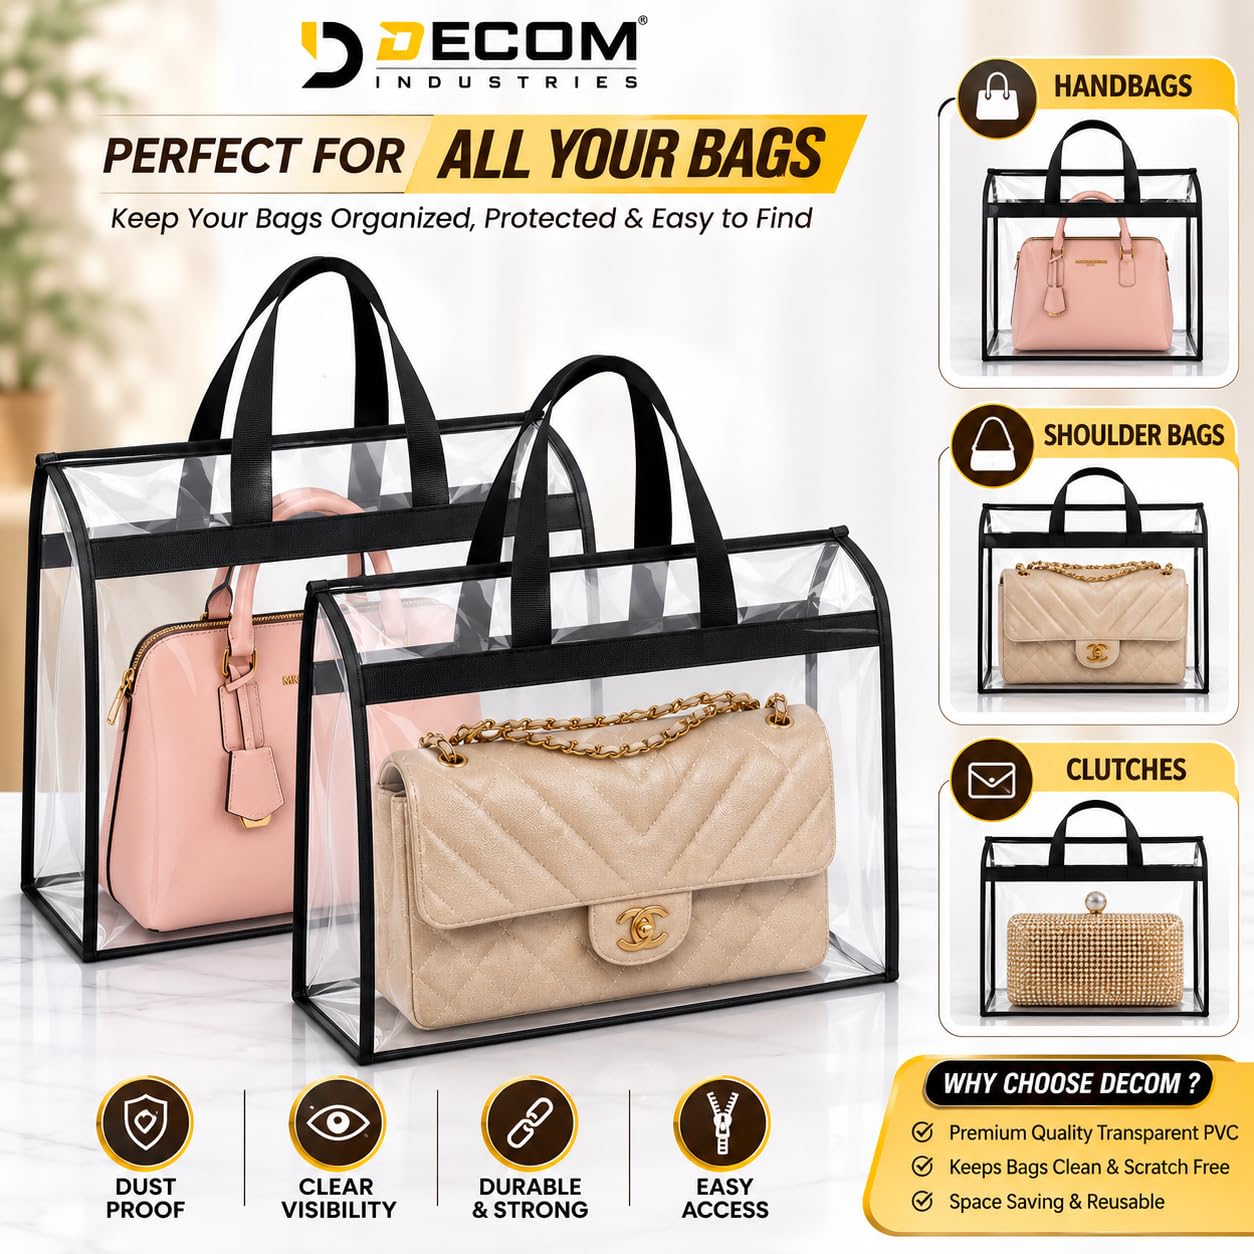 DECOM®
INDUSTRIES
PERFECT FOR ALL YOUR BAGS
Keep Your Bags Organized, Protected & Easy to Find
HANDBAGS
SHOULDER BAGS
CLUTCHES
DUST
PROOF
CLEAR
VISIBILITY
DURABLE
& STRONG
EASY
ACCESS
WHY CHOOSE DECOM ?
Premium Quality Transparent PVC
Keeps Bags Clean & Scratch Free
Space Saving & Reusable